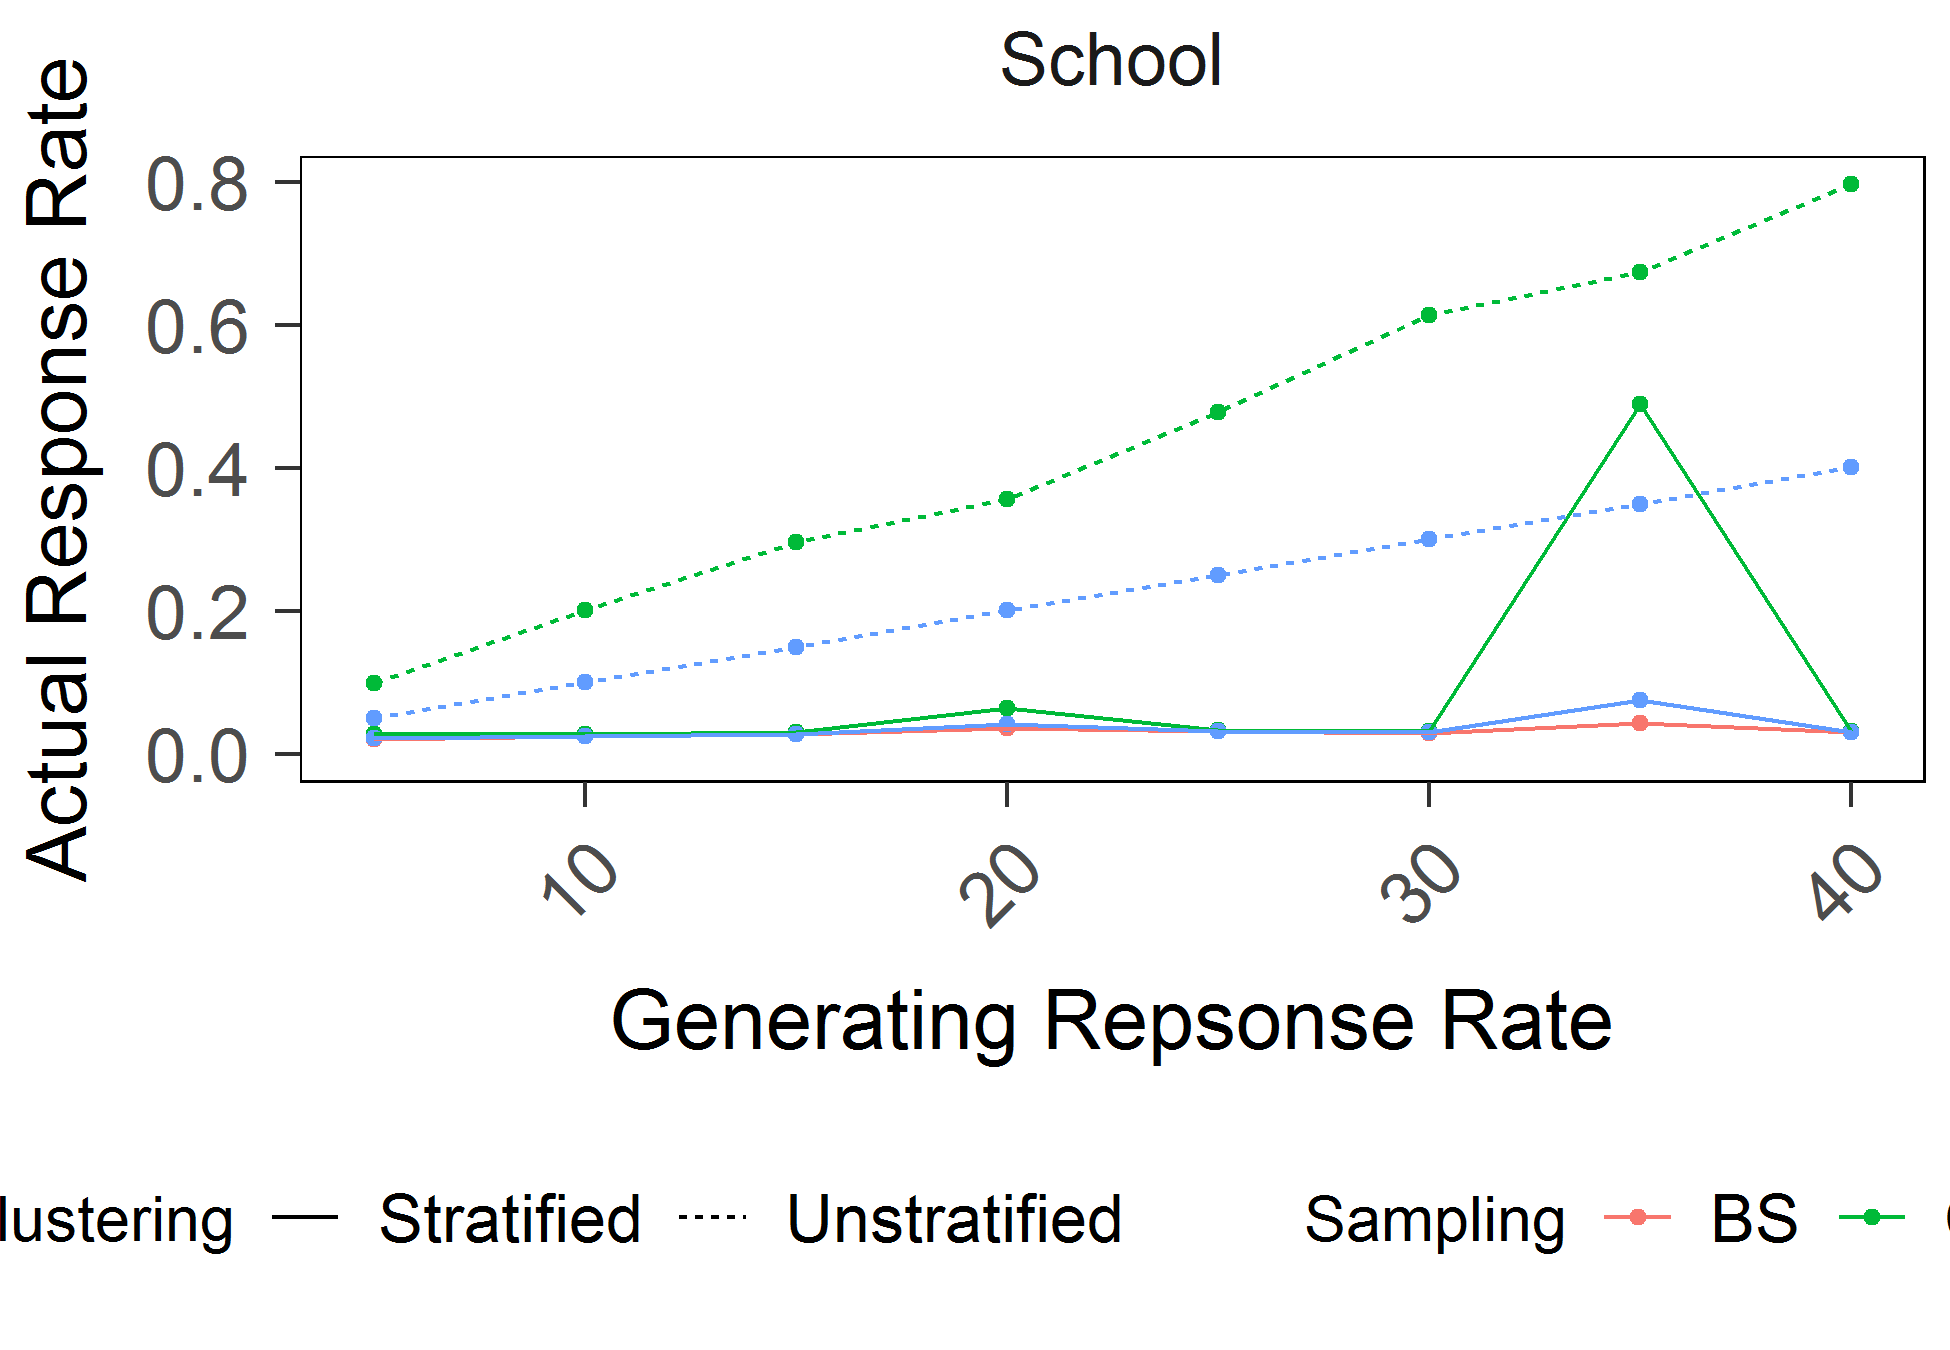 School
Actual Response Rate
0.8
0.6
0.4
0.2
0.0
10 20 30 40
Generating Repsonse Rate
lustering Stratified Unstratified Sampling BS